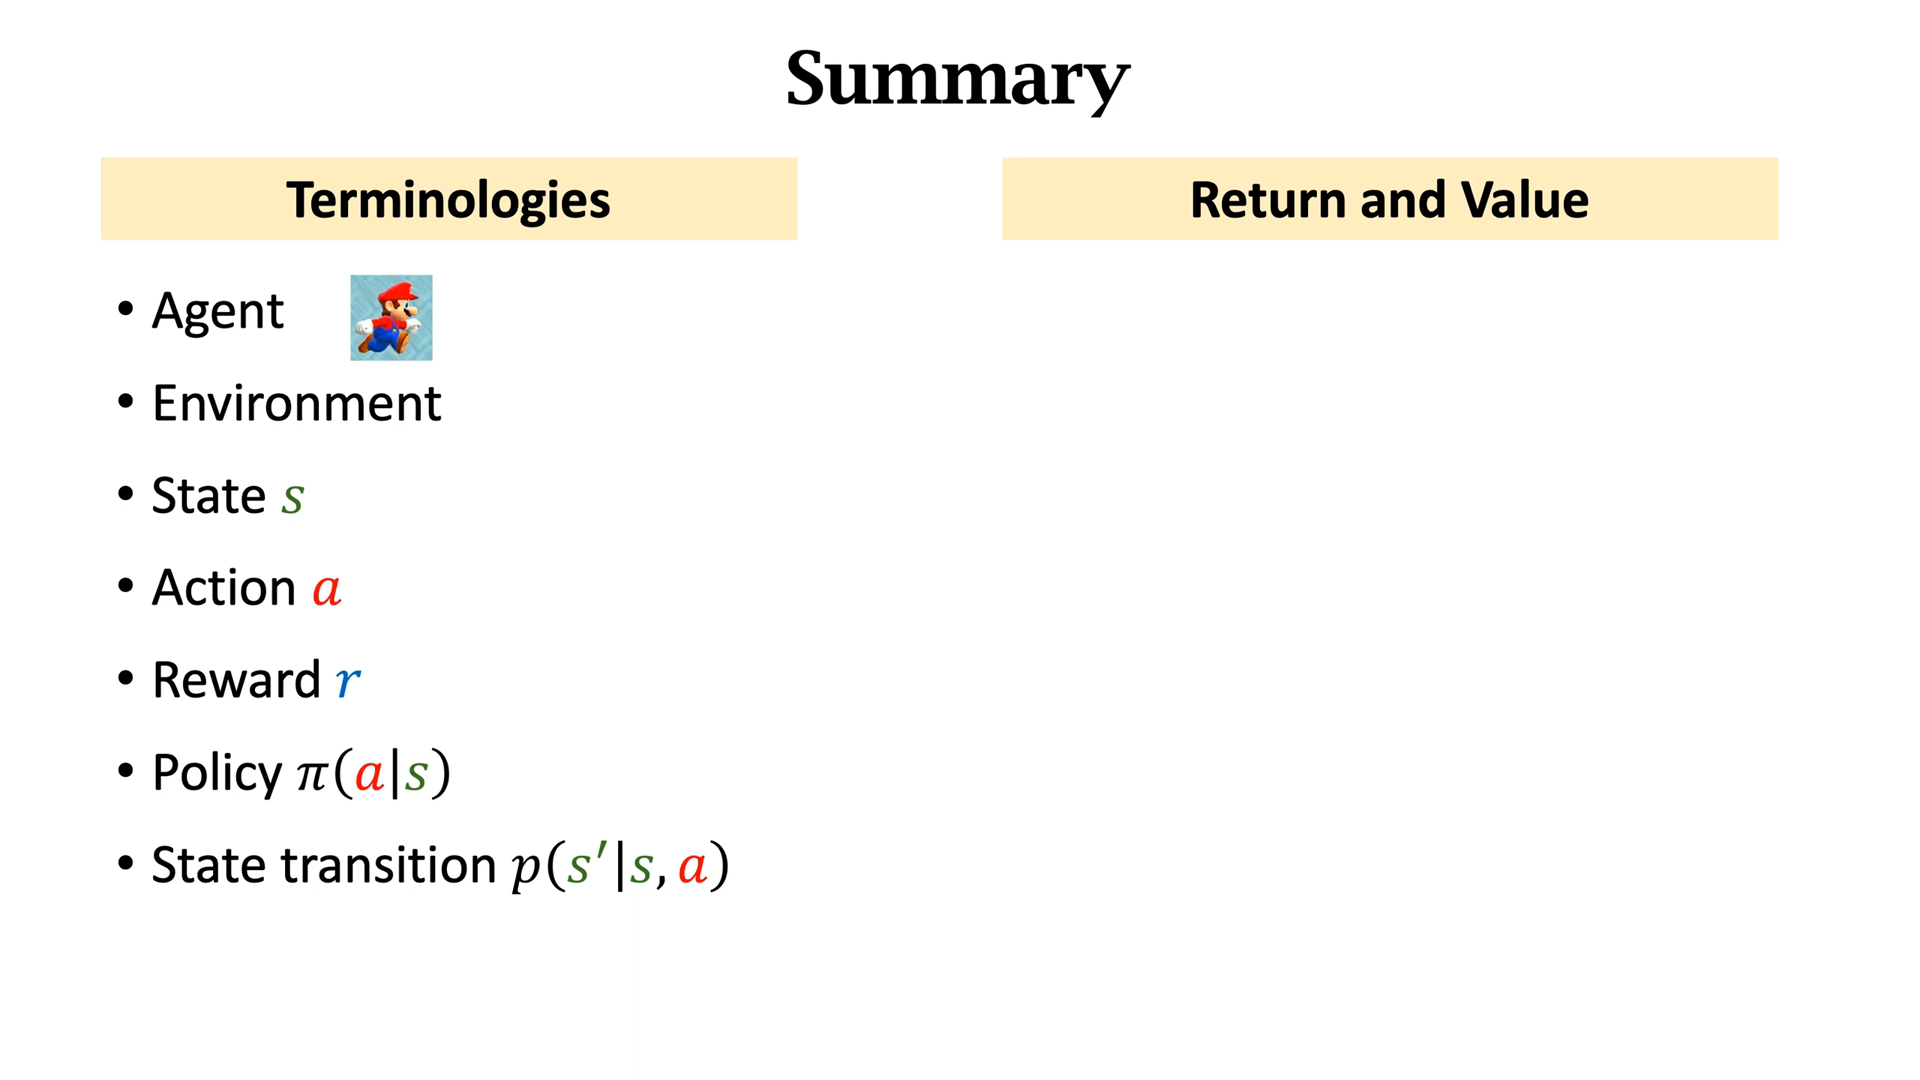 Summary
Terminologies
• Agent
• Environment
• State s
• Action a
• Reward r
• Policy π(a|s)
• State transition p(s′|s, a)
Return and Value